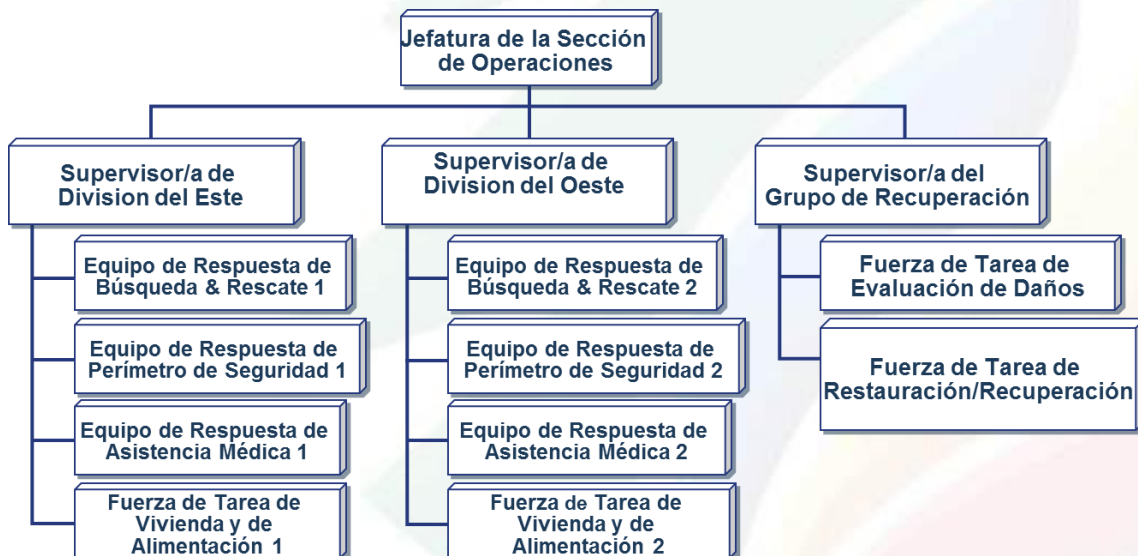 Jefatura de la Sección
de Operaciones
Supervisor/a de
Division del Este
Equipo de Respuesta de
Búsqueda & Rescate 1
Equipo de Respuesta de
Perímetro de Seguridad 1
Equipo de Respuesta de
Asistencia Médica 1
Fuerza de Tarea de
Vivienda y de
Alimentación 1
Supervisor/a de
Division del Oeste
Equipo de Respuesta de
Búsqueda & Rescate 2
Equipo de Respuesta de
Perímetro de Seguridad 2
Equipo de Respuesta de
Asistencia Médica 2
Fuerza de Tarea de
Vivienda y de
Alimentación 2
Supervisor/a del
Grupo de Recuperación
Fuerza de Tarea de
Evaluación de Daños
Fuerza de Tarea de
Restauración/Recuperación